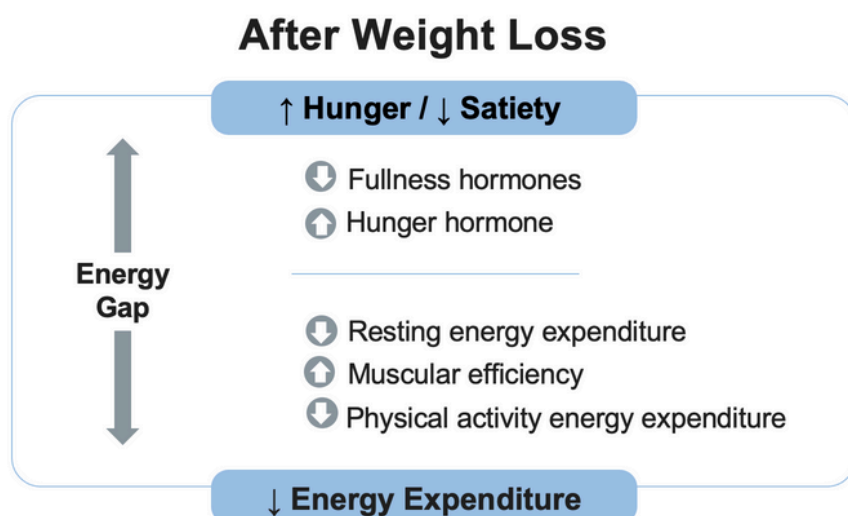 After Weight Loss
↑ Hunger / ↓ Satiety
Fullness hormones
Hunger hormone
Energy
Gap
Resting energy expenditure
Muscular efficiency
Physical activity energy expenditure
↓ Energy Expenditure